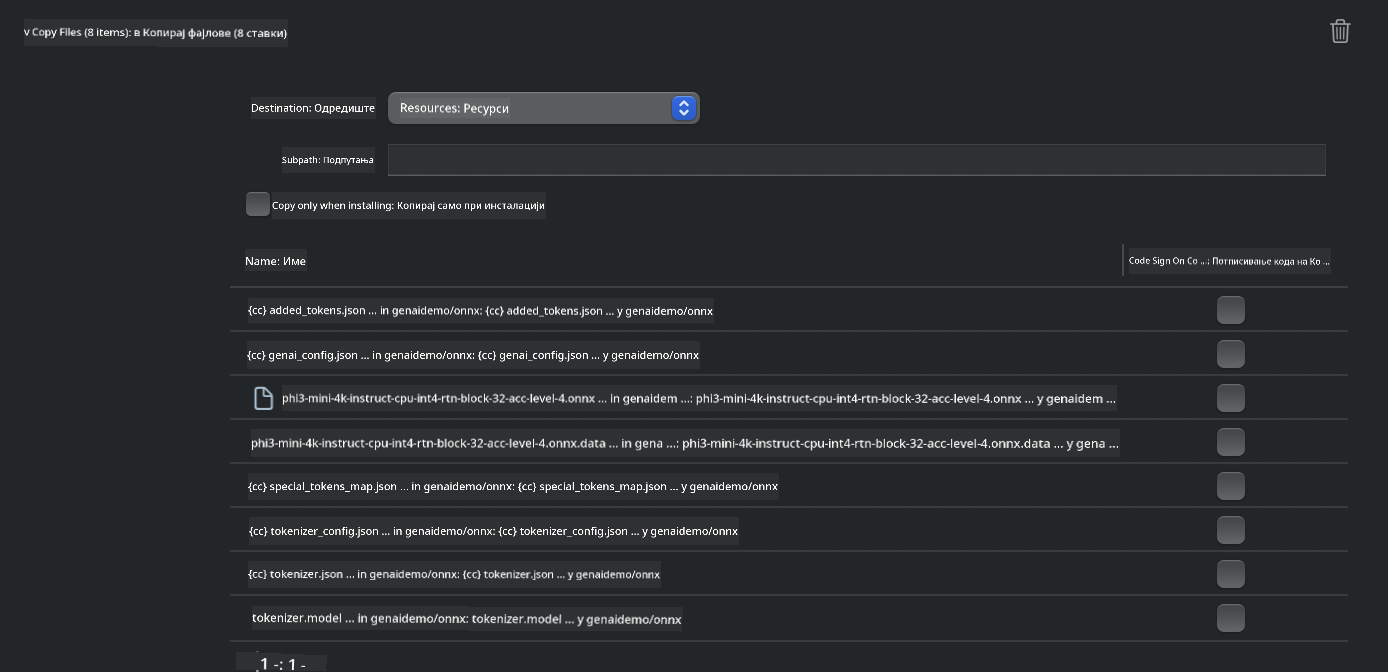 v Copy Files (8 items): в Копирај фајлове (8 ставки)
Destination: Одредиште
Resources: Ресурси
Subpath: Подпутања
Copy only when installing: Копирај само при инсталацији
Name: Име
Code Sign On Co ...: Потписивање кода на Ко ...
{cc} added_tokens.json ... in genaidemo/onnx: {cc} added_tokens.json ... у genaidemo/onnx
{cc} genai_config.json ... in genaidemo/onnx: {cc} genai_config.json ... у genaidemo/onnx
phi3-mini-4k-instruct-cpu-int4-rtn-block-32-acc-level-4.onnx ... in genaidem ...: phi3-mini-4k-instruct-cpu-int4-rtn-block-32-acc-level-4.onnx ... у genaidem ...
phi3-mini-4k-instruct-cpu-int4-rtn-block-32-acc-level-4.onnx.data ... in gena ...: phi3-mini-4k-instruct-cpu-int4-rtn-block-32-acc-level-4.onnx.data ... у gena ...
{cc} special_tokens_map.json ... in genaidemo/onnx: {cc} special_tokens_map.json ... у genaidemo/onnx
{cc} tokenizer_config.json ... in genaidemo/onnx: {cc} tokenizer_config.json ... у genaidemo/onnx
{cc} tokenizer.json ... in genaidemo/onnx: {cc} tokenizer.json ... у genaidemo/onnx
tokenizer.model ... in genaidemo/onnx: tokenizer.model ... у genaidemo/onnx
1 -: 1 -